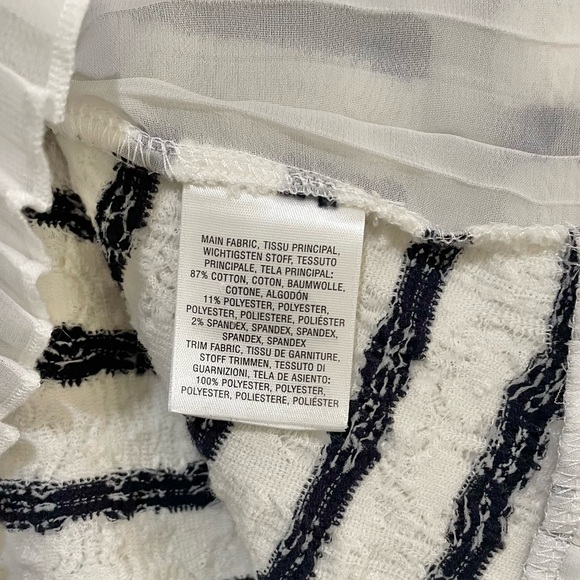 MAIN FABRIC, TISSU PRINCIPAL,
WICHTIGSTEN STOFF, TESSUTO
PRINCIPALE, TELA PRINCIPAL:
87% COTTON, COTON, BAUMWOLLE,
COTONE, ALGODÓN
11% POLYESTER, POLYESTER,
POLYESTER, POLIESTERE, POLIÉSTER
2% SPANDEX, SPANDEX, SPANDEX,
SPANDEX, SPANDEX
TRIM FABRIC, TISSU DE GARNITURE,
STOFF TRIMMEN, TESSUTO DI
GUARNIZIONI, TELA DE ASIENTO:
100% POLYESTER, POLYESTER,
POLYESTER, POLIESTERE, POLIÉSTER